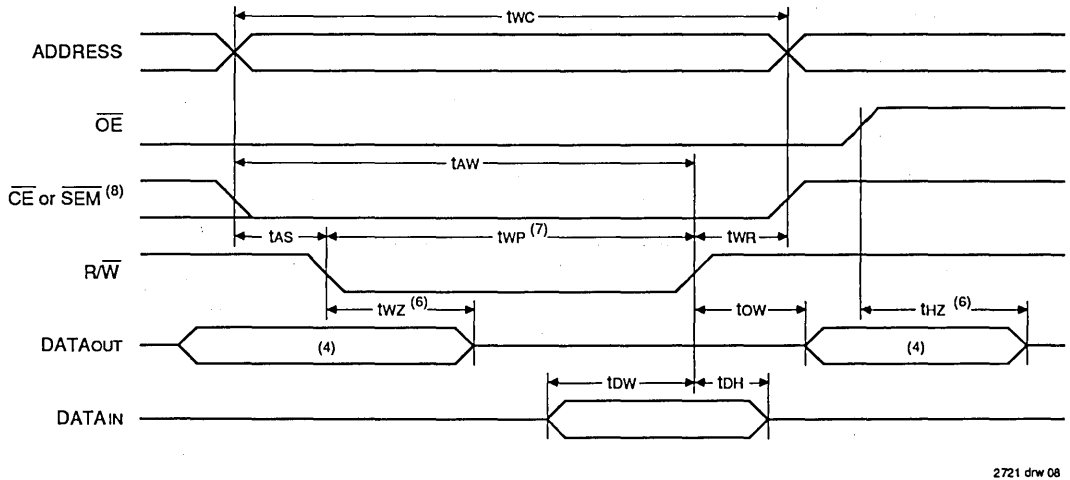 tWC
ADDRESS
OE
tAW
CE or SEM (8)
tAS tWP (7) tWR
R/W
tWZ (6) tOW tHZ (6)
DATAOUT (4) (4)
tDW tDH
DATAIN
2721 drw 08